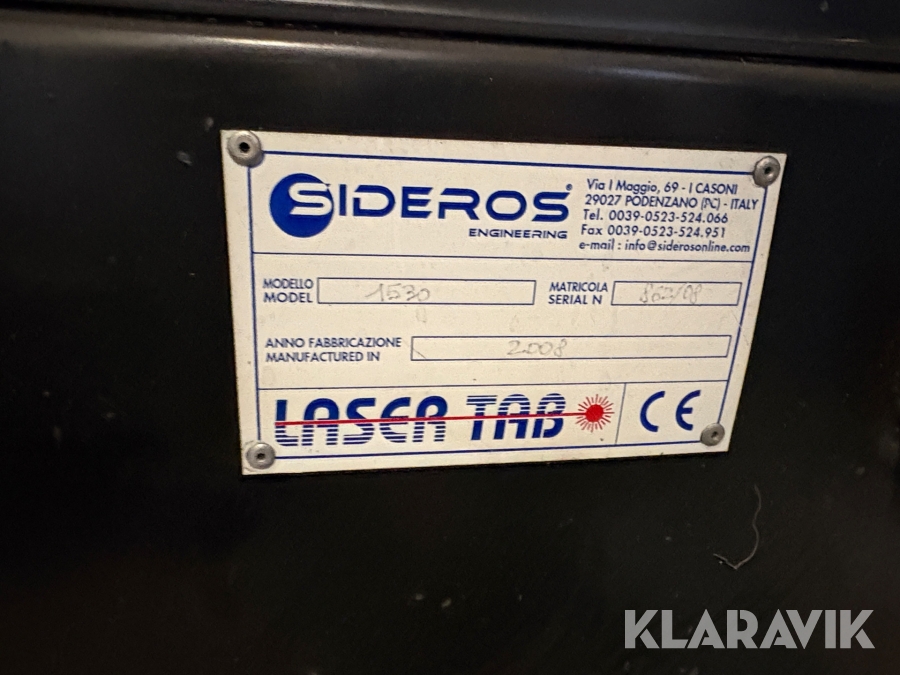 SIDEROS®
ENGINEERING
Via I Maggio, 69 - I CASONI
29027 PODENZANO (PC) - ITALY
Tel. 0039-0523-524.066
Fax 0039-0523-524.951
e-mail : info@siderosonline.com
MODELLO
MODEL
1530
MATRICOLA
SERIAL N
ANNO FABBRICAZIONE
MANUFACTURED IN
2008
LASER TAB
CE
KLARAVIK